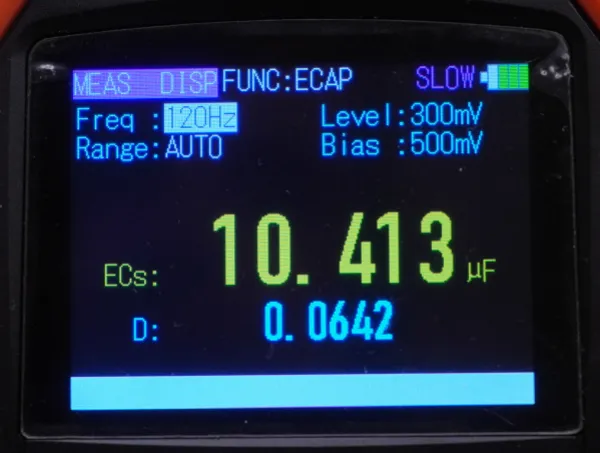 MEAS DISP FUNC:ECAP SLOW
Freq :120Hz Level:300mV
Range:AUTO Bias :500mV
ECs: 10.413 μF
D: 0.0642